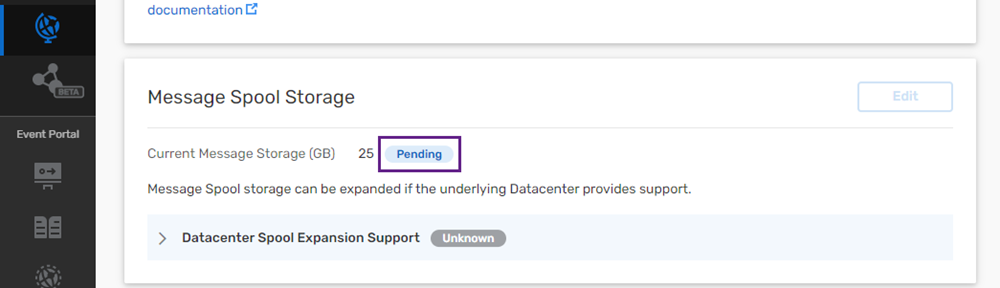 documentation
BETA
Message Spool Storage
Edit
Event Portal
Current Message Storage (GB) 25 Pending
Message Spool storage can be expanded if the underlying Datacenter provides support.
Datacenter Spool Expansion Support Unknown